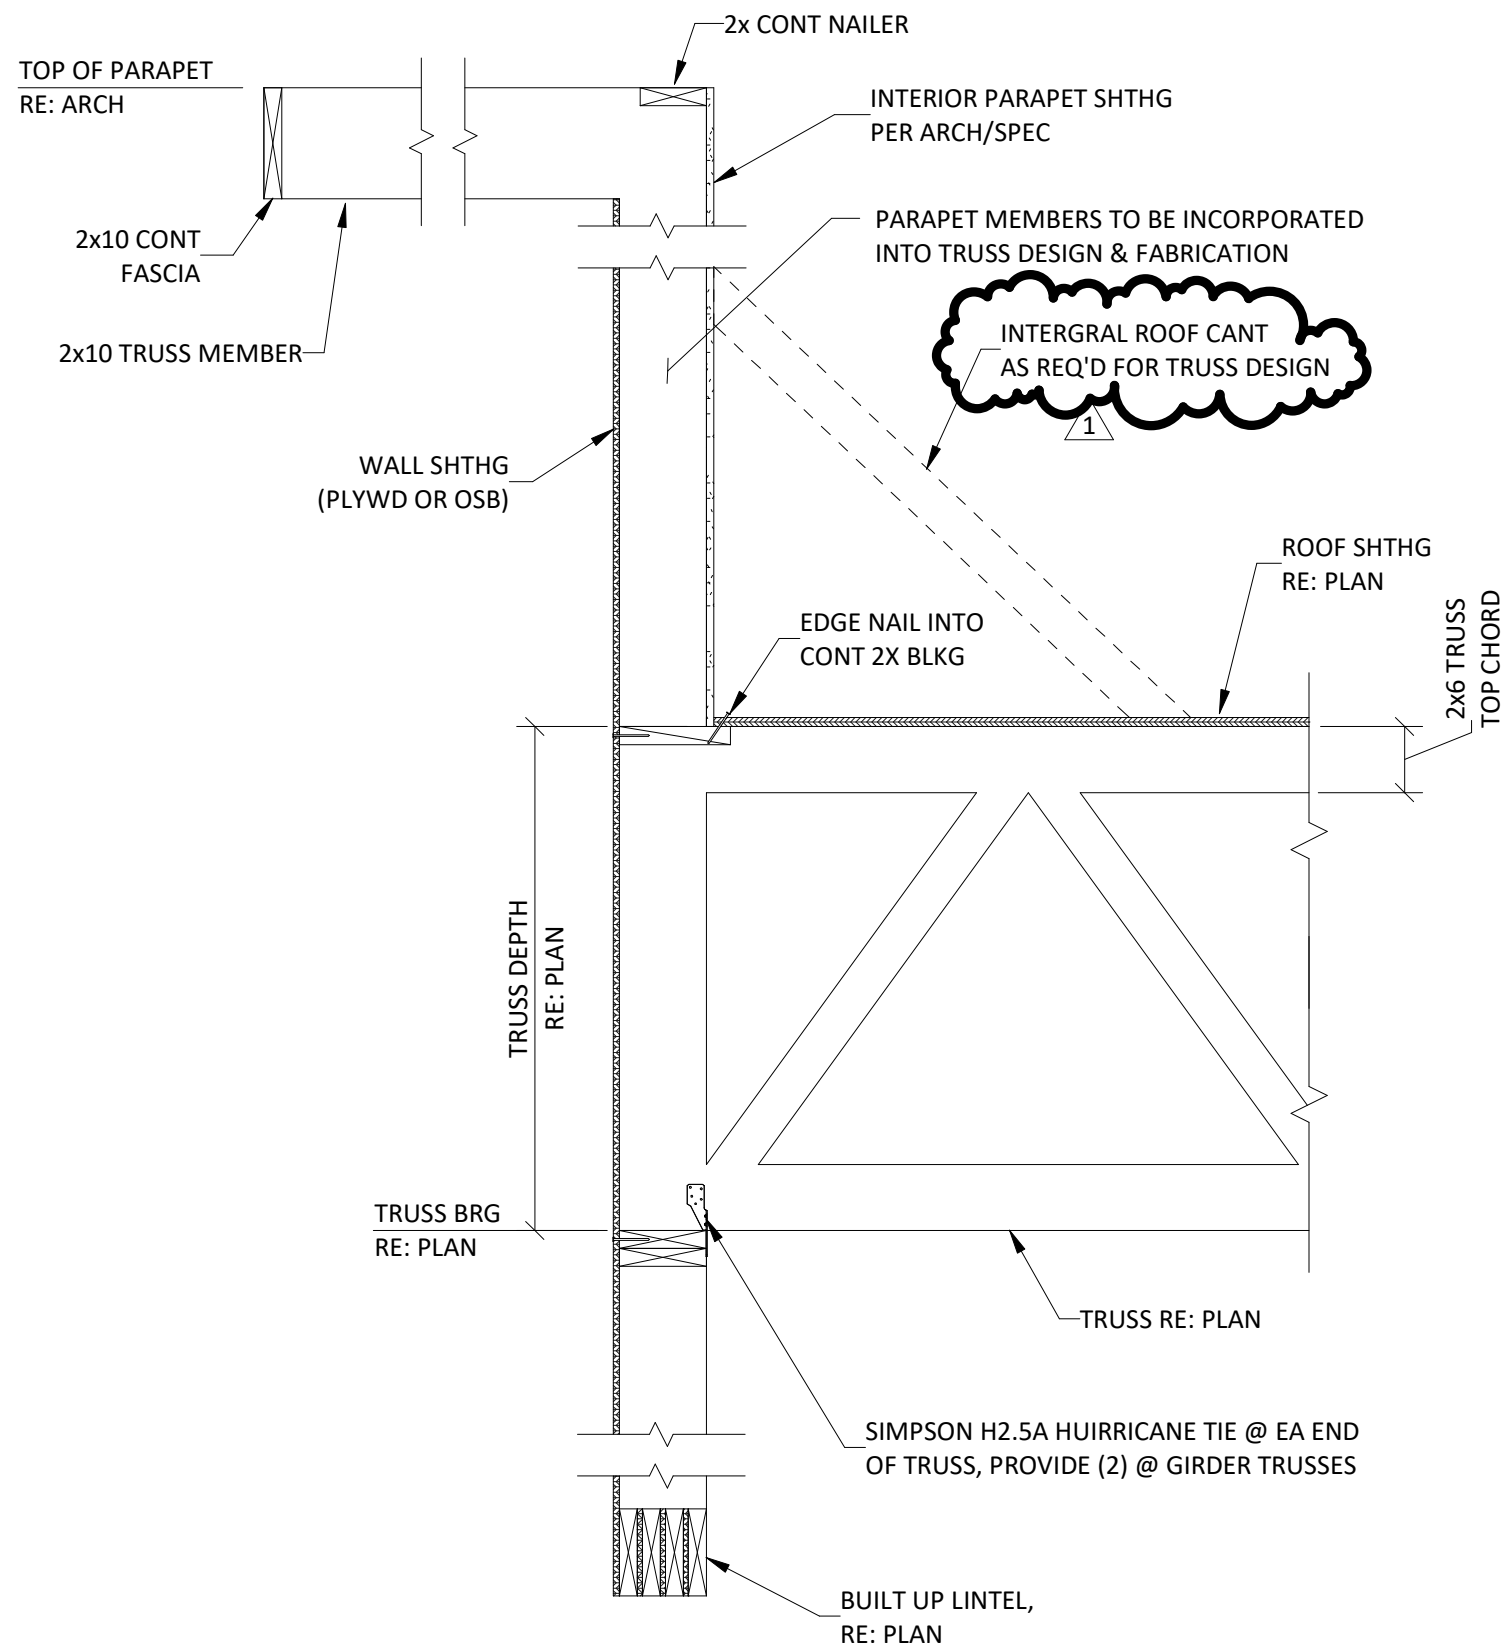 2x CONT NAILER
TOP OF PARAPET
RE: ARCH
INTERIOR PARAPET SHTHG
PER ARCH/SPEC
2x10 CONT
FASCIA
PARAPET MEMBERS TO BE INCORPORATED
INTO TRUSS DESIGN & FABRICATION
2x10 TRUSS MEMBER
INTERGRAL ROOF CANT
AS REQ'D FOR TRUSS DESIGN
1
WALL SHTHG
(PLYWD OR OSB)
ROOF SHTHG
RE: PLAN
EDGE NAIL INTO
CONT 2X BLKG
2x6 TRUSS
TOP CHORD
TRUSS DEPTH
RE: PLAN
TRUSS BRG
RE: PLAN
TRUSS RE: PLAN
SIMPSON H2.5A HUIRRICANE TIE @ EA END
OF TRUSS, PROVIDE (2) @ GIRDER TRUSSES
BUILT UP LINTEL,
RE: PLAN